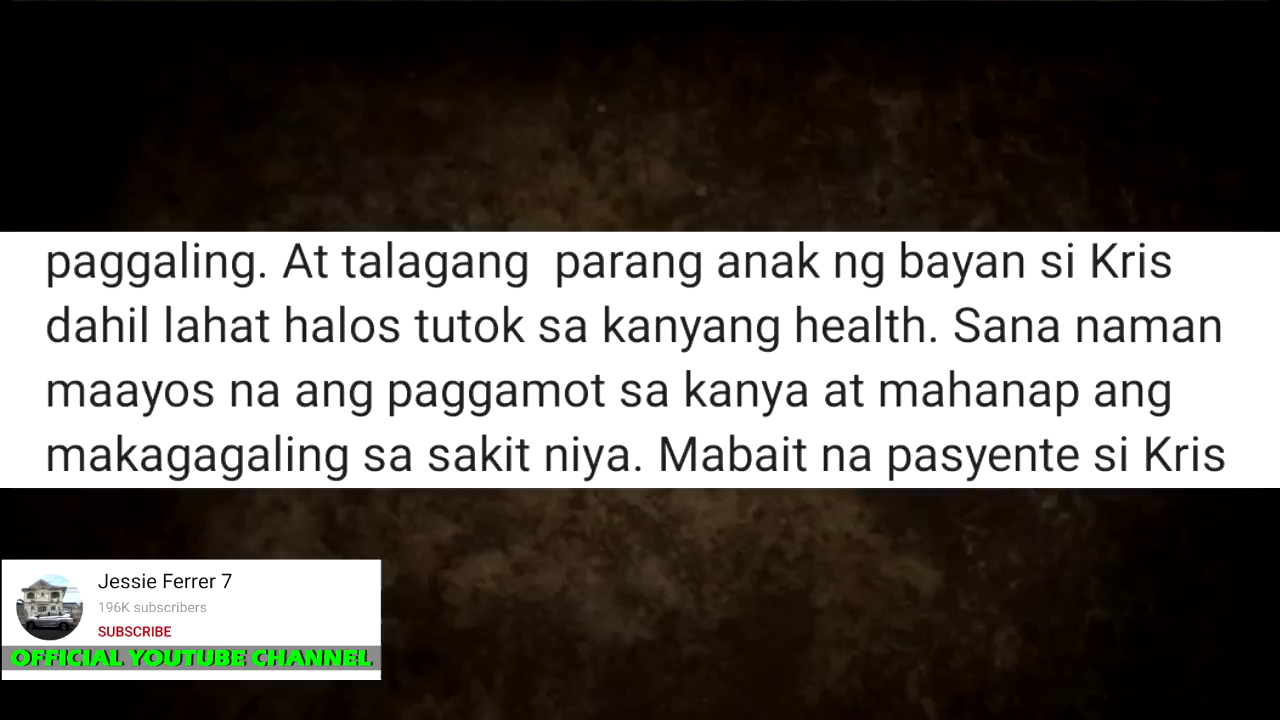 paggaling. At talagang  parang anak ng bayan si Kris
dahil lahat halos tutok sa kanyang health. Sana naman
maayos na ang paggamot sa kanya at mahanap ang
makagagaling sa sakit niya. Mabait na pasyente si Kris
Jessie Ferrer 7
196K subscribers
SUBSCRIBE
OFFICIAL YOUTUBE CHANNEL